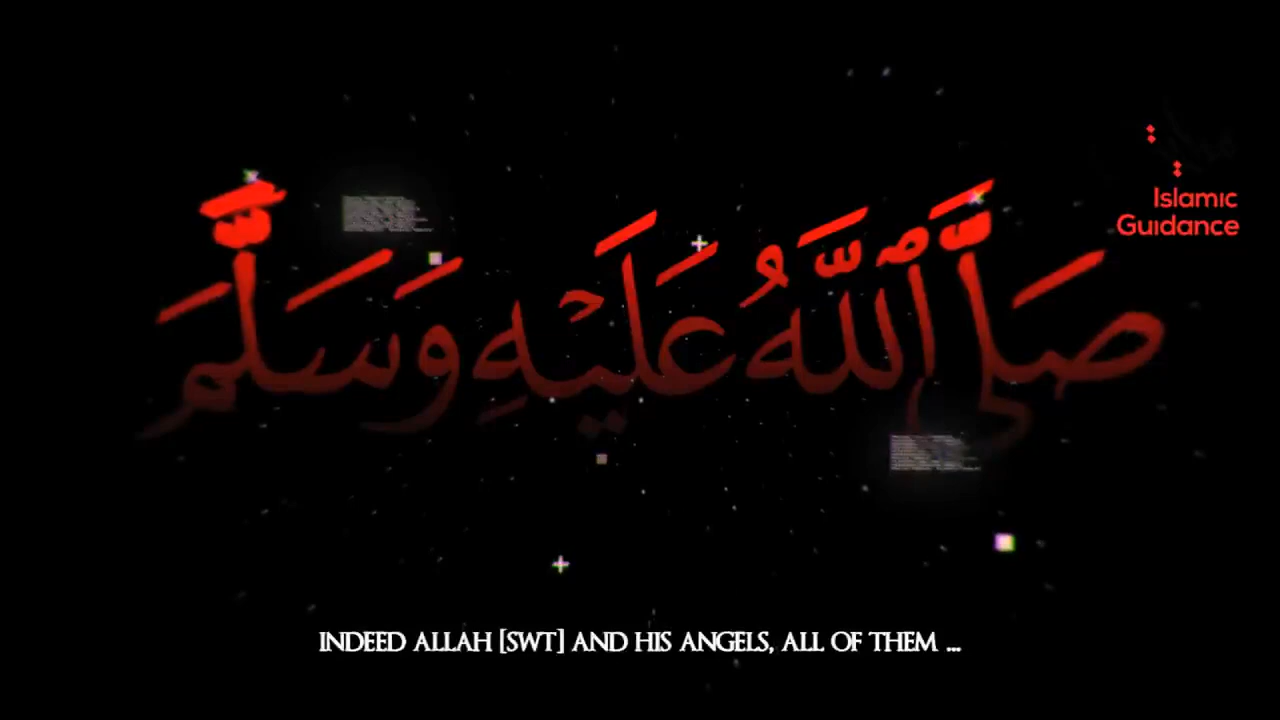 صَلَّى ٱللَّهُ عَلَيْهِ وَسَلَّمَ
Islamic
Guidance
INDEED ALLAH [SWT] AND HIS ANGELS, ALL OF THEM ...